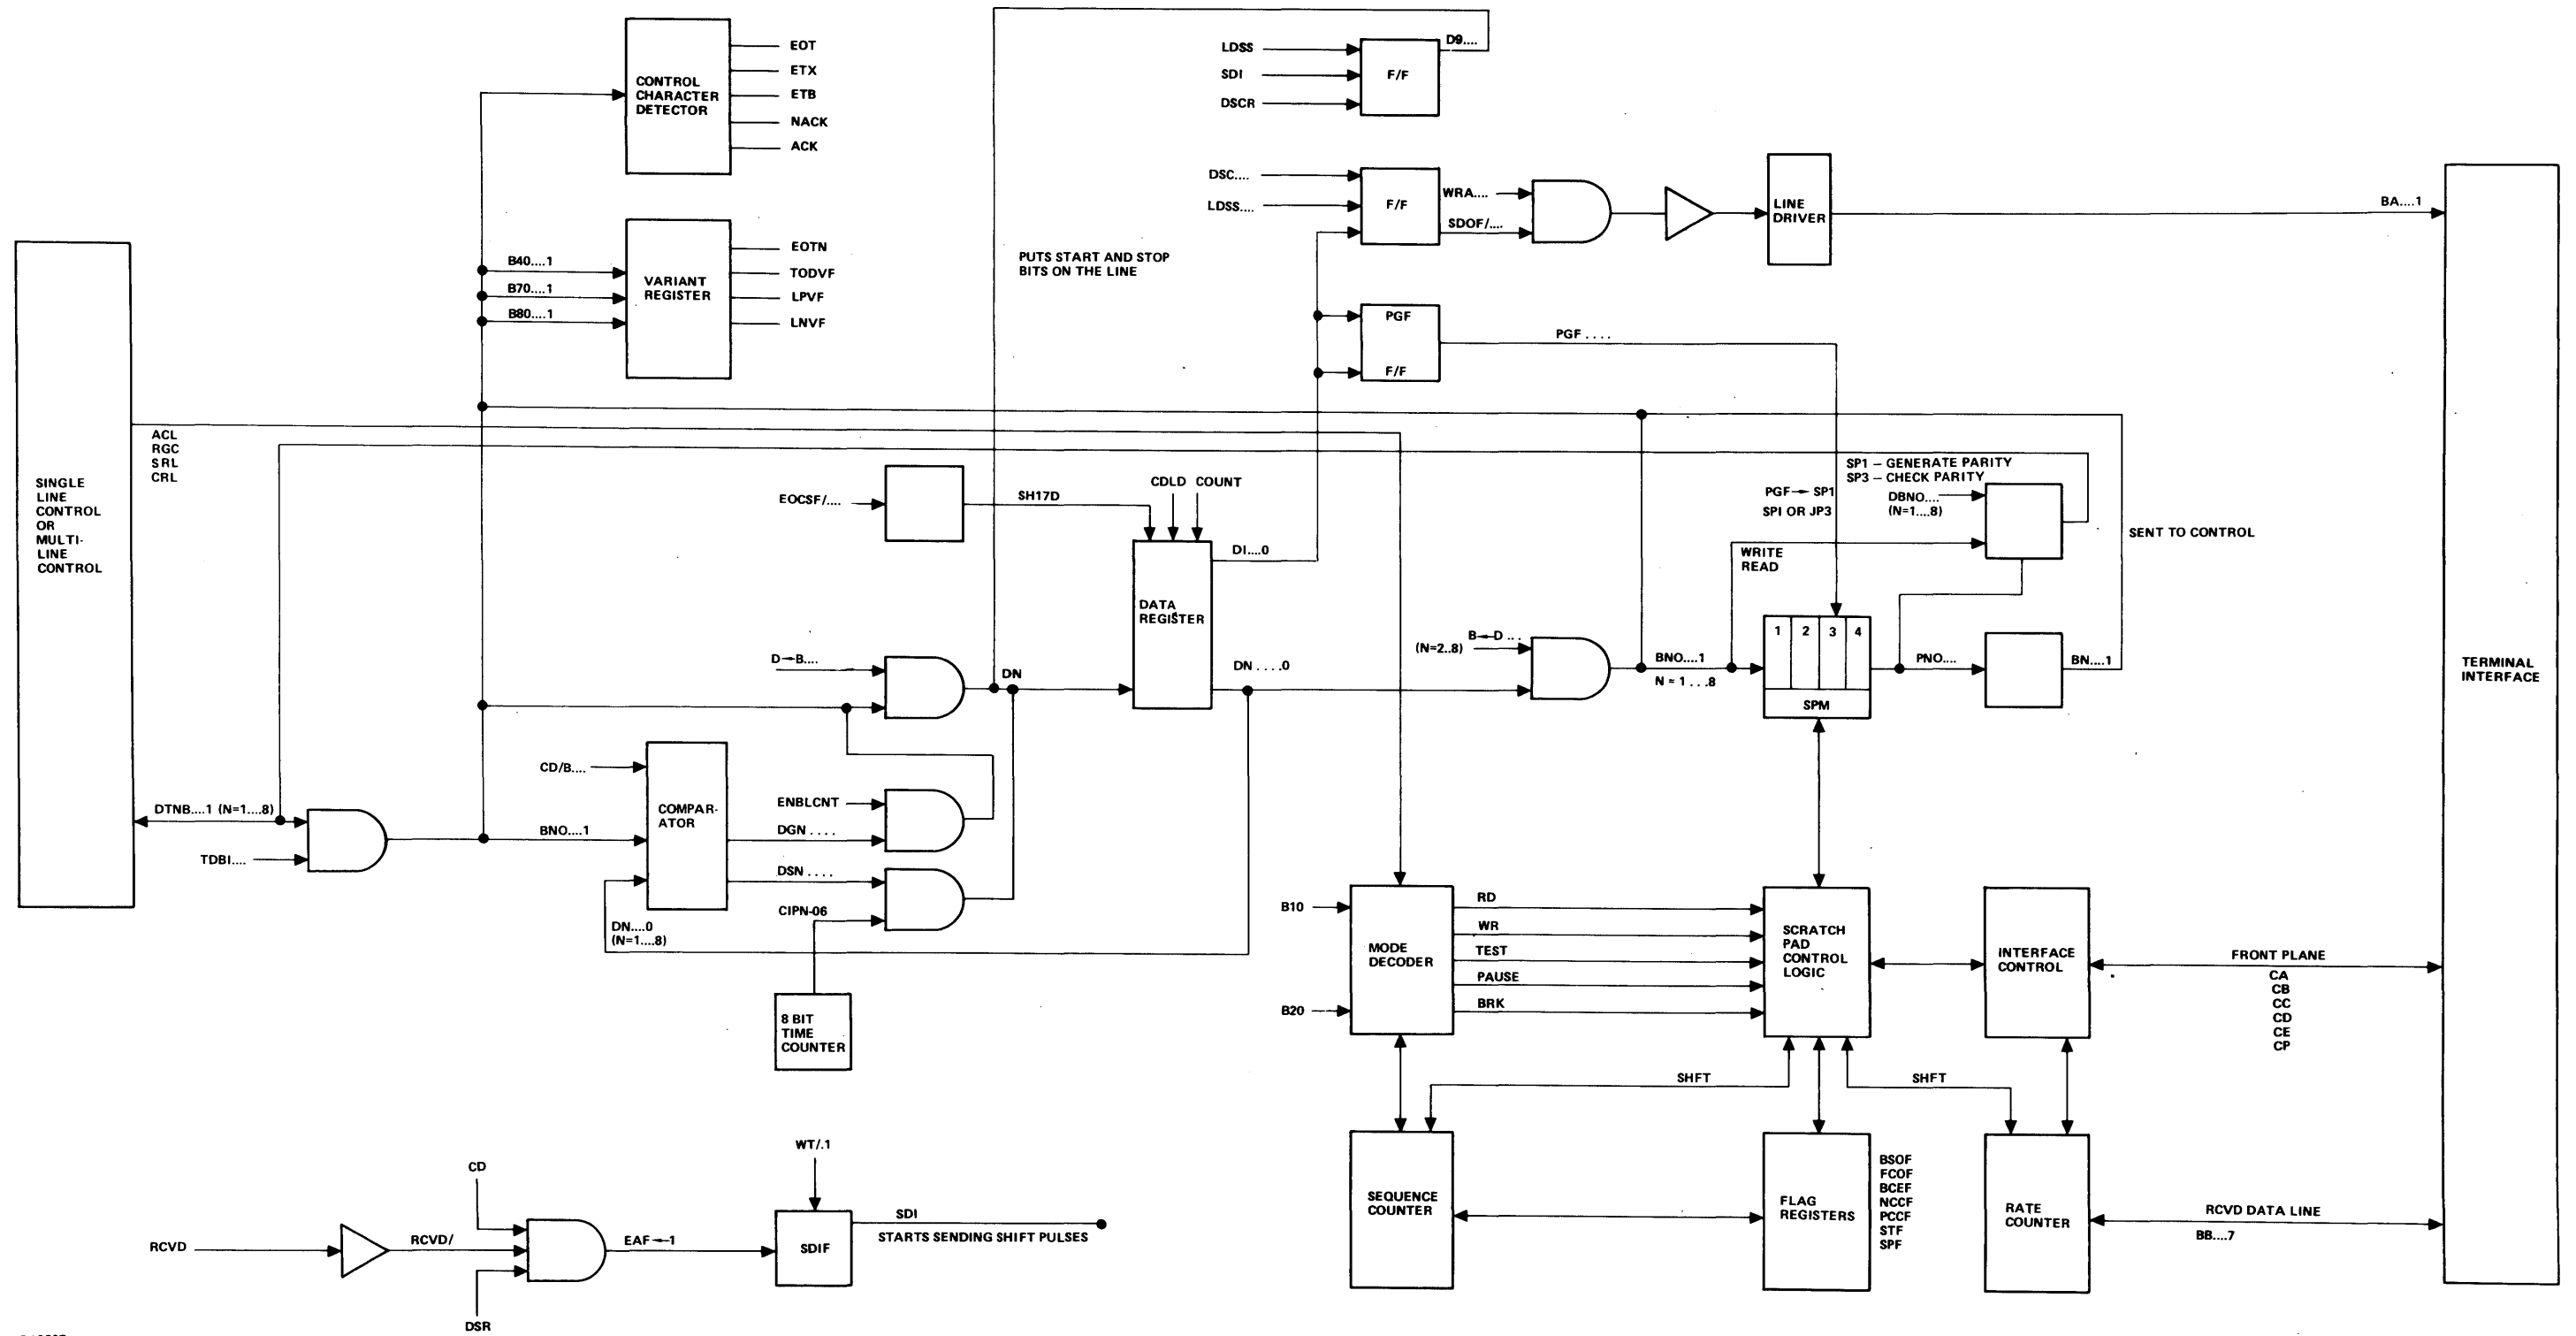 EOT
ETX
ETB
NACK
ACK
CONTROL
CHARACTER
DETECTOR
LDSS
SDI
DSCR
F/F
D9....
DSC....
LDSS....
F/F
WRA....
SDOF/....
LINE
DRIVER
BA....1
B40....1
B70....1
B80....1
VARIANT
REGISTER
EOTN
TODVF
LPVF
LNVF
PUTS START AND STOP
BITS ON THE LINE
PGF
F/F
PGF ....
SINGLE
LINE
CONTROL
OR
MULTI-
LINE
CONTROL
ACL
RGC
SRL
CRL
EOCSF/....
SH17D
CDLD COUNT
DATA
REGISTER
DI....0
DN ....0
SP1 – GENERATE PARITY
SP3 – CHECK PARITY
PGF → SP1
SPI OR JP3
DBNO....
(N=1....8)
WRITE
READ
SENT TO CONTROL
D→B....
DN
B←D ...
(N=2..8)
BNO....1
N = 1 ...8
1 2 3 4
SPM
PNO....
BN....1
TERMINAL
INTERFACE
CD/B....
COMPAR-
ATOR
ENBLCNT
DGN ....
DSN ....
CIPN-06
DTNB....1 (N=1....8)
TDBI....
BNO....1
DN....0
(N=1....8)
8 BIT
TIME
COUNTER
B10
B20
MODE
DECODER
RD
WR
TEST
PAUSE
BRK
SCRATCH
PAD
CONTROL
LOGIC
INTERFACE
CONTROL
FRONT PLANE
CA
CB
CC
CD
CE
CP
SHFT
SHFT
SEQUENCE
COUNTER
FLAG
REGISTERS
BSOF
FCOF
BCEF
NCCF
PCCF
STF
SPF
RATE
COUNTER
RCVD DATA LINE
BB....7
WT/.1
CD
RCVD
RCVD/
DSR
EAF←1
SDIF
SDI
STARTS SENDING SHIFT PULSES